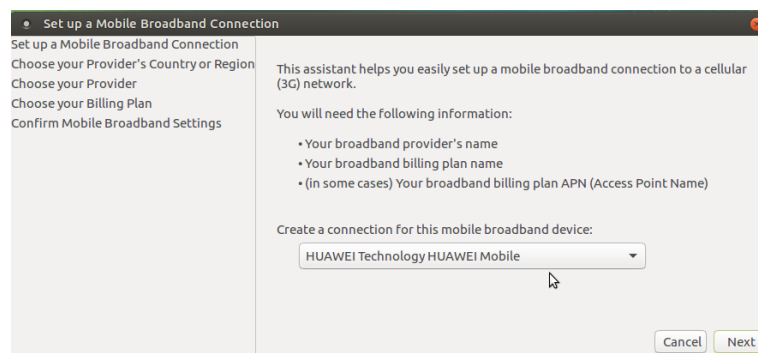 Set up a Mobile Broadband Connection
Set up a Mobile Broadband Connection
Choose your Provider's Country or Region
Choose your Provider
Choose your Billing Plan
Confirm Mobile Broadband Settings
This assistant helps you easily set up a mobile broadband connection to a cellular
(3G) network.
You will need the following information:
• Your broadband provider's name
• Your broadband billing plan name
• (in some cases) Your broadband billing plan APN (Access Point Name)
Create a connection for this mobile broadband device:
HUAWEI Technology HUAWEI Mobile
Cancel Next